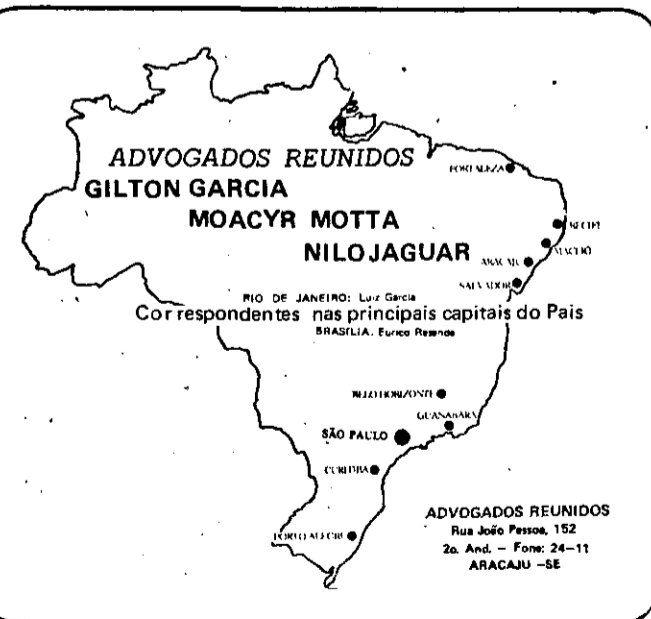 ADVOGADOS REUNIDOS
FORTALEZA
GILTON GARCIA
MOACYR MOTTA
RECIFE
NILO JAGUAR
MACEIÓ
ARACAJU
SALVADOR
RIO DE JANEIRO: Luiz Garcia
Cor respondentes nas principais capitais do Pais
BRASILIA. Eurico Resende
BELO HORIZONTE
GUANABARA
SÃO PAULO
CURITIBA
PORTO ALEGRE
ADVOGADOS REUNIDOS
Rua João Pessoa, 152
2o. And. – Fone: 24–11
ARACAJU –SE